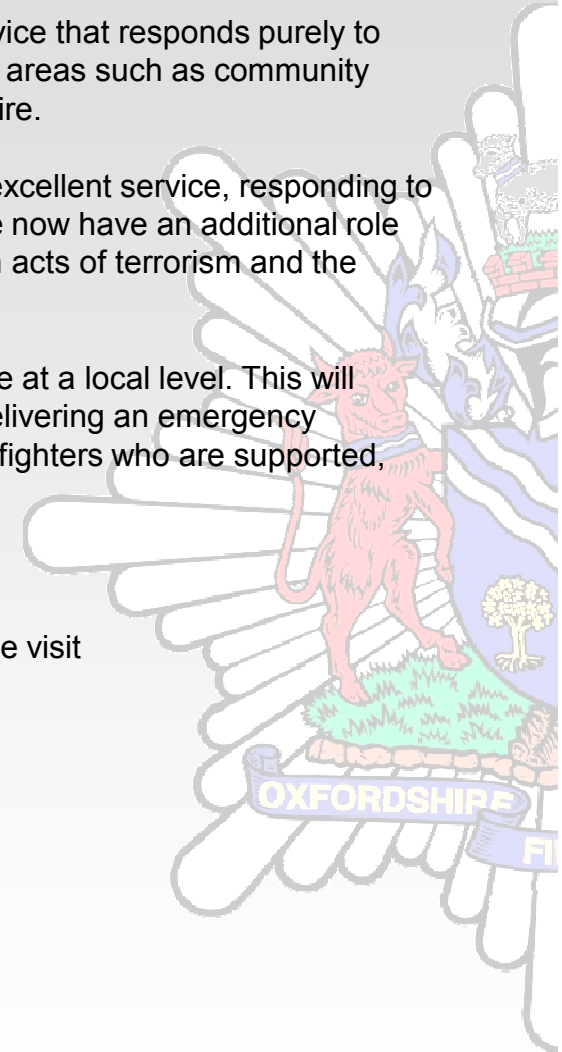 vice that responds purely to
areas such as community
ire.
excellent service, responding to
e now have an additional role
acts of terrorism and the
e at a local level. This will
elivering an emergency
fighters who are supported,
e visit
OXFORDSHIRE
FI